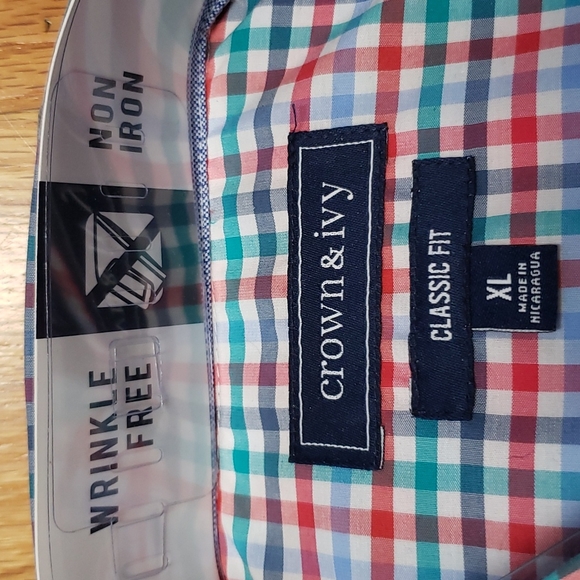 WRINKLE
FREE
NON
IRON
crown & ivy
CLASSIC FIT
XL
MADE IN
NICARAGUA